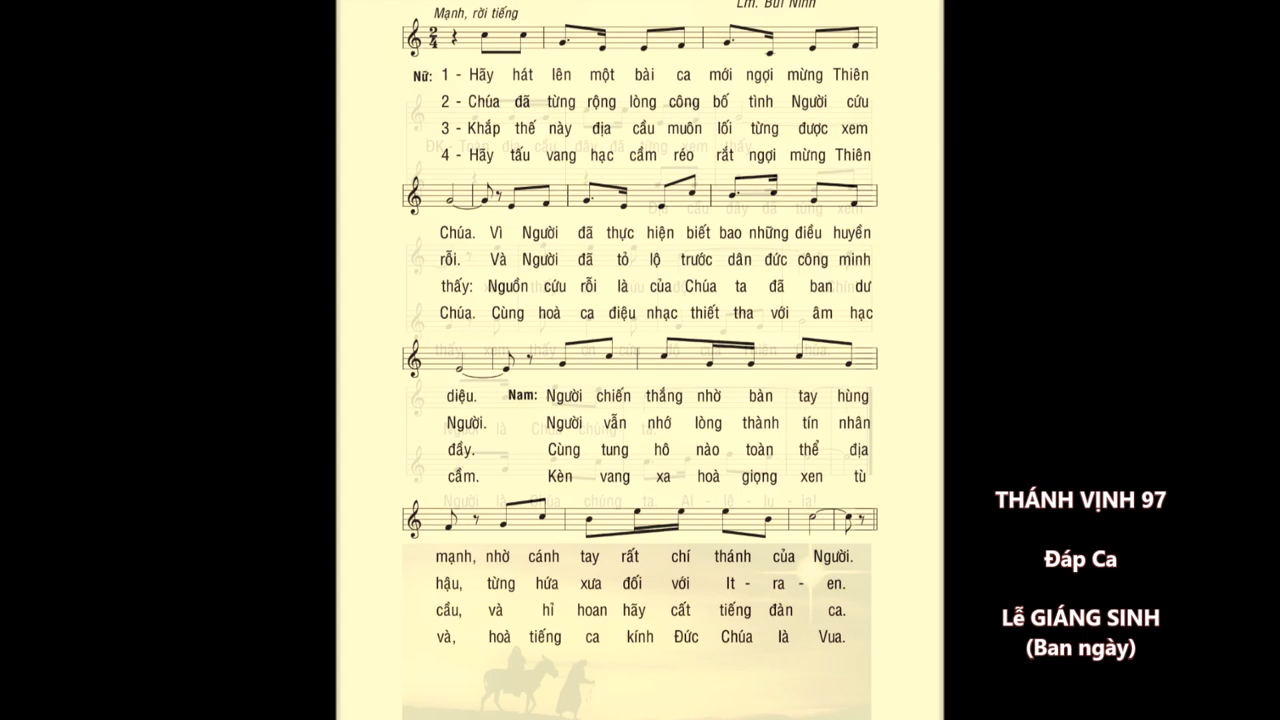 Mạnh, rời tiếng
Lm. Bùi Ninh
Nữ: 1 - Hãy hát lên một bài ca mới ngợi mừng Thiên
2 - Chúa đã từng rộng lòng công bố tình Người cứu
3 - Khắp thế này địa cầu muôn lối từng được xem
4 - Hãy tấu vang hạc cầm réo rắt ngợi mừng Thiên
Chúa. Vì Người đã thực hiện biết bao những điều huyền
rỗi. Và Người đã tỏ lộ trước dân đức công minh
thấy: Nguồn cứu rỗi là của Chúa ta đã ban dư
Chúa. Cùng hoà ca điệu nhạc thiết tha với âm hạc
diệu. Nam: Người chiến thắng nhờ bàn tay hùng
Người. Người vẫn nhớ lòng thành tín nhân
đầy. Cùng tung hô nào toàn thể địa
cầm. Kèn vang xa hoà giọng xen tù
mạnh, nhờ cánh tay rất chí thánh của Người.
hậu, từng hứa xưa đối với It - ra - en.
cầu, và hỉ hoan hãy cất tiếng đàn ca.
và, hoà tiếng ca kính Đức Chúa là Vua.
THÁNH VỊNH 97
Đáp Ca
Lễ GIÁNG SINH
(Ban ngày)